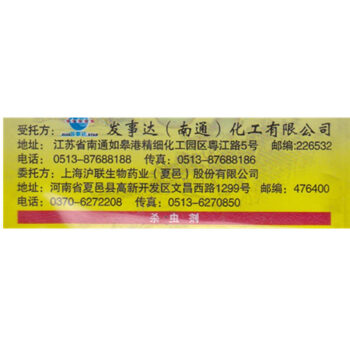 受托方： 发事达（南通）化工有限公司
地址： 江苏省南通如皋港精细化工园区粤江路5号 邮编:226532
电话： 0513-87688188 传真： 0513-87688186
委托方： 上海沪联生物药业（夏邑）股份有限公司
地址： 河南省夏邑县高新开发区文昌西路1299号 邮编： 476400
电话： 0370-6272208 传真： 0513-6270850
杀虫剂